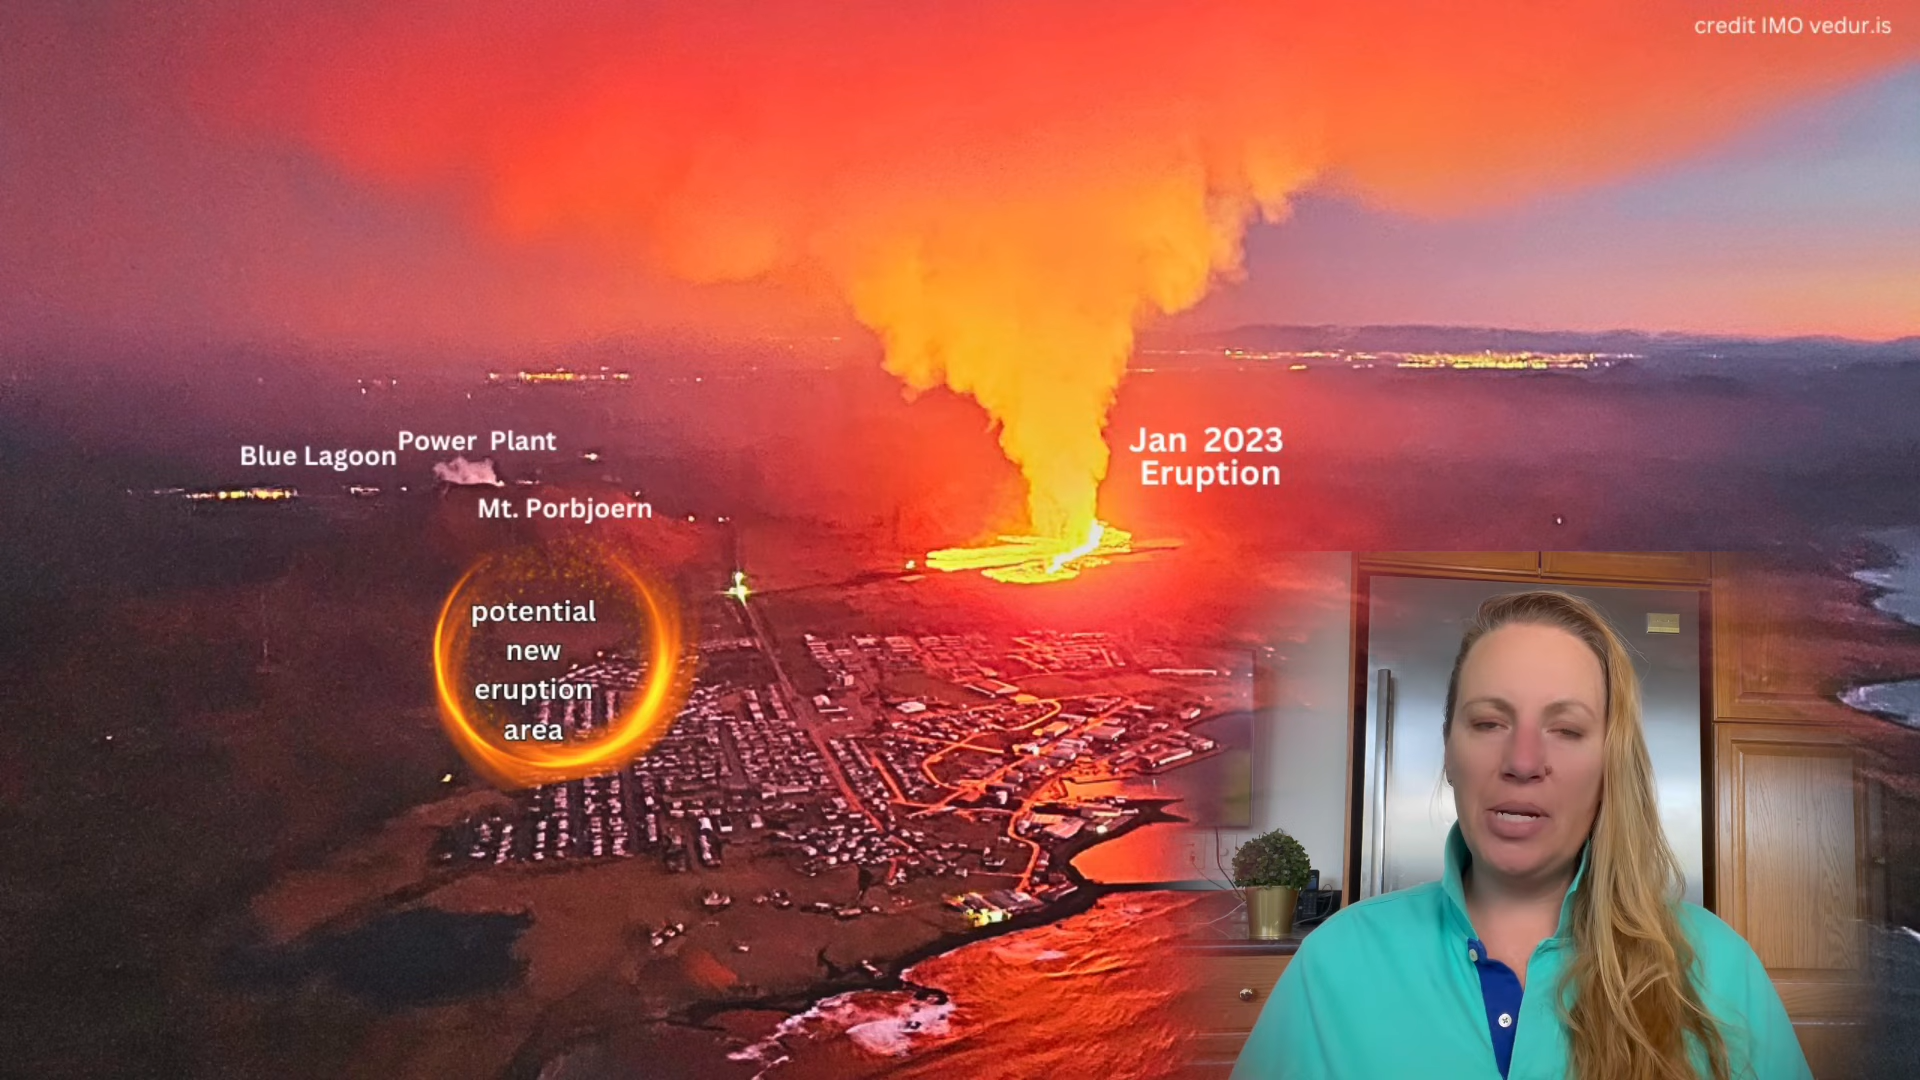 credit IMO vedur.is
Blue Lagoon
Power Plant
Mt. Porbjoern
Jan 2023
Eruption
potential
new
eruption
area